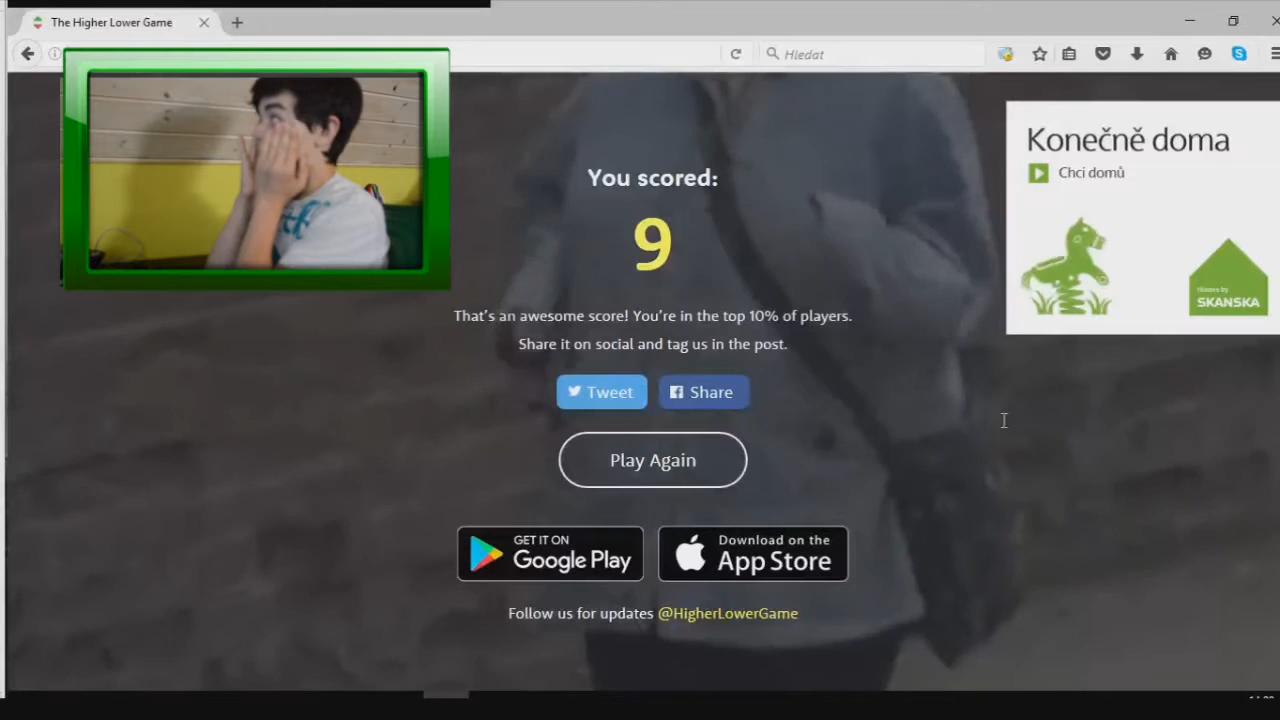 The Higher Lower Game
Hledat
You scored:
9
That's an awesome score! You're in the top 10% of players.
Share it on social and tag us in the post.
Tweet
Share
Play Again
GET IT ON
Google Play
Download on the
App Store
Follow us for updates @HigherLowerGame
Konečně doma
Chci domů
SKANSKA